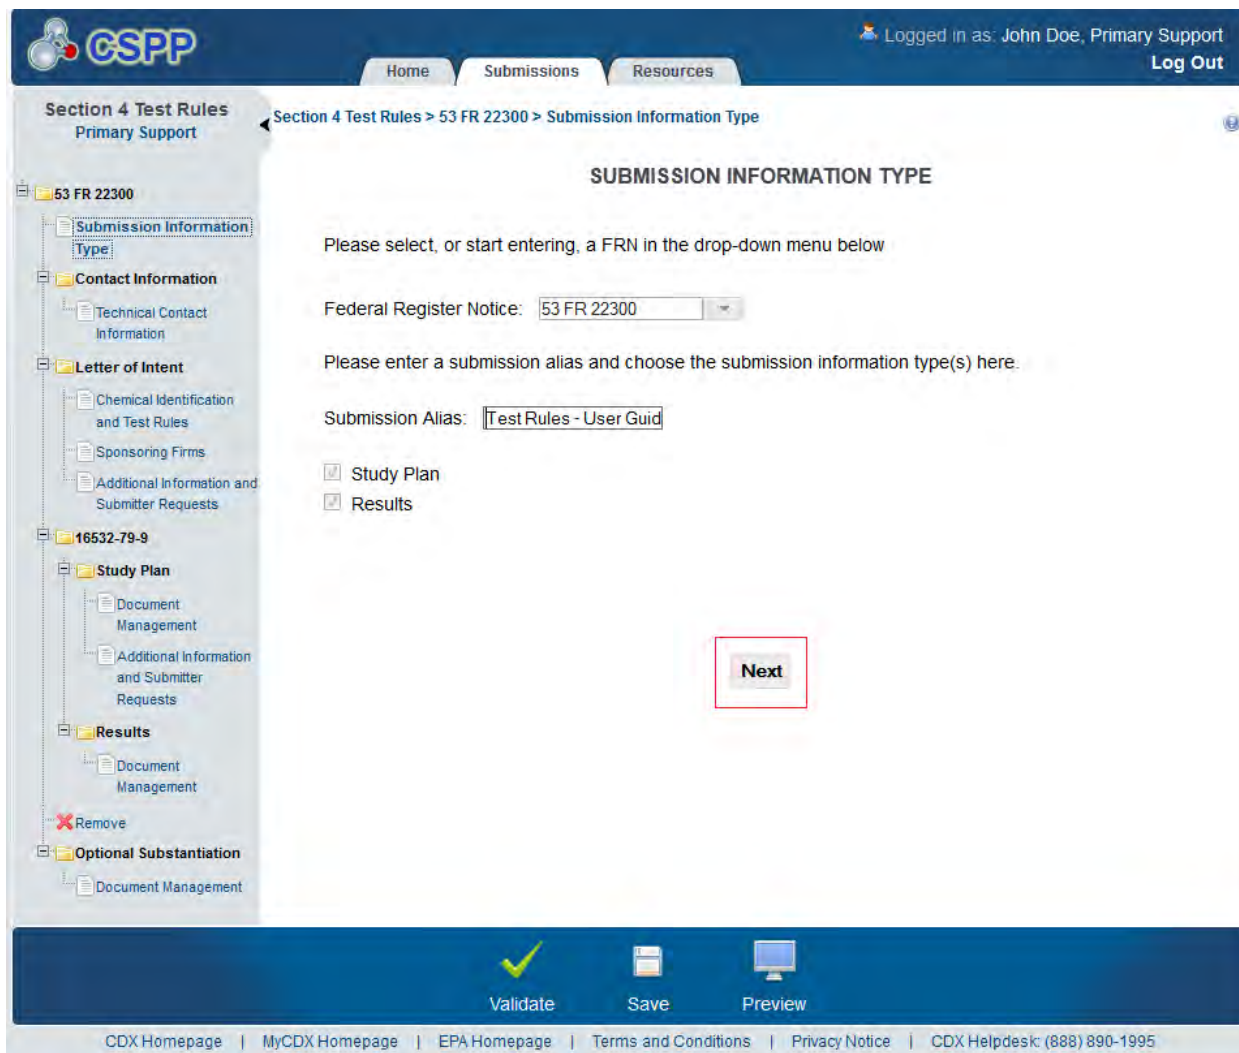 CSPP
Logged in as: John Doe, Primary Support
Log Out
Home
Submissions
Resources
Section 4 Test Rules
Primary Support
Section 4 Test Rules > 53 FR 22300 > Submission Information Type
53 FR 22300
Submission Information
Type
Contact Information
Technical Contact
Information
Letter of Intent
Chemical Identification
and Test Rules
Sponsoring Firms
Additional Information and
Submitter Requests
16532-79-9
Study Plan
Document
Management
Additional Information
and Submitter
Requests
Results
Document
Management
Remove
Optional Substantiation
Document Management
SUBMISSION INFORMATION TYPE
Please select, or start entering, a FRN in the drop-down menu below
Federal Register Notice: 53 FR 22300
Please enter a submission alias and choose the submission information type(s) here.
Submission Alias: Test Rules - User Guid
Study Plan
Results
Next
Validate
Save
Preview
CDX Homepage | MyCDX Homepage | EPA Homepage | Terms and Conditions | Privacy Notice | CDX Helpdesk: (888) 890-1995